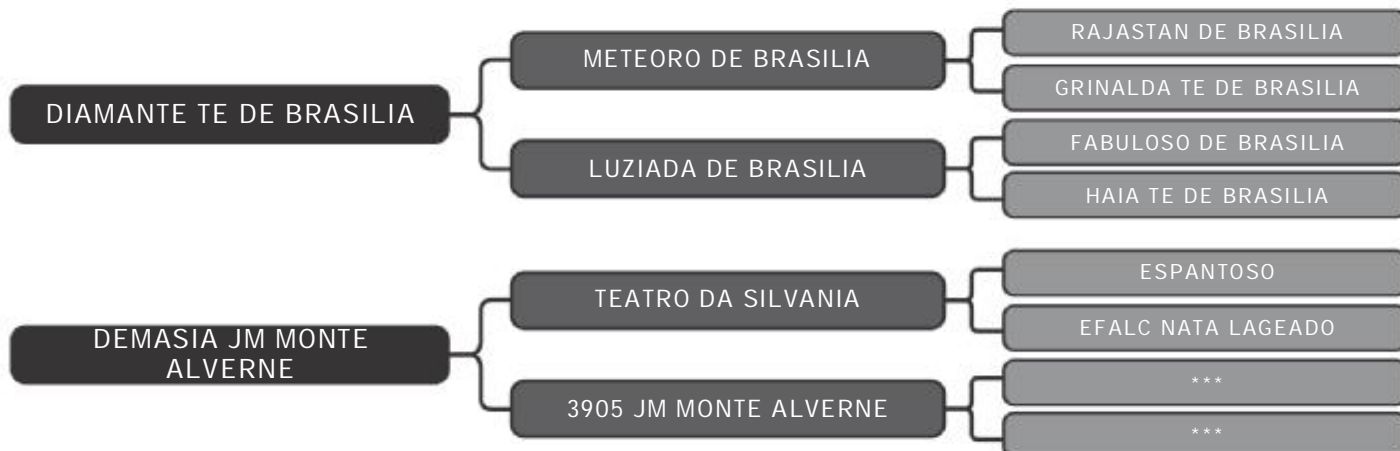 DIAMANTE TE DE BRASILIA
METEORO DE BRASILIA
RAJASTAN DE BRASILIA
GRINALDA TE DE BRASILIA
LUZIADA DE BRASILIA
FABULOSO DE BRASILIA
HAIA TE DE BRASILIA
DEMASIA JM MONTE
ALVERNE
TEATRO DA SILVANIA
ESPANTOSO
EFALC NATA LAGEADO
3905 JM MONTE ALVERNE
***
***